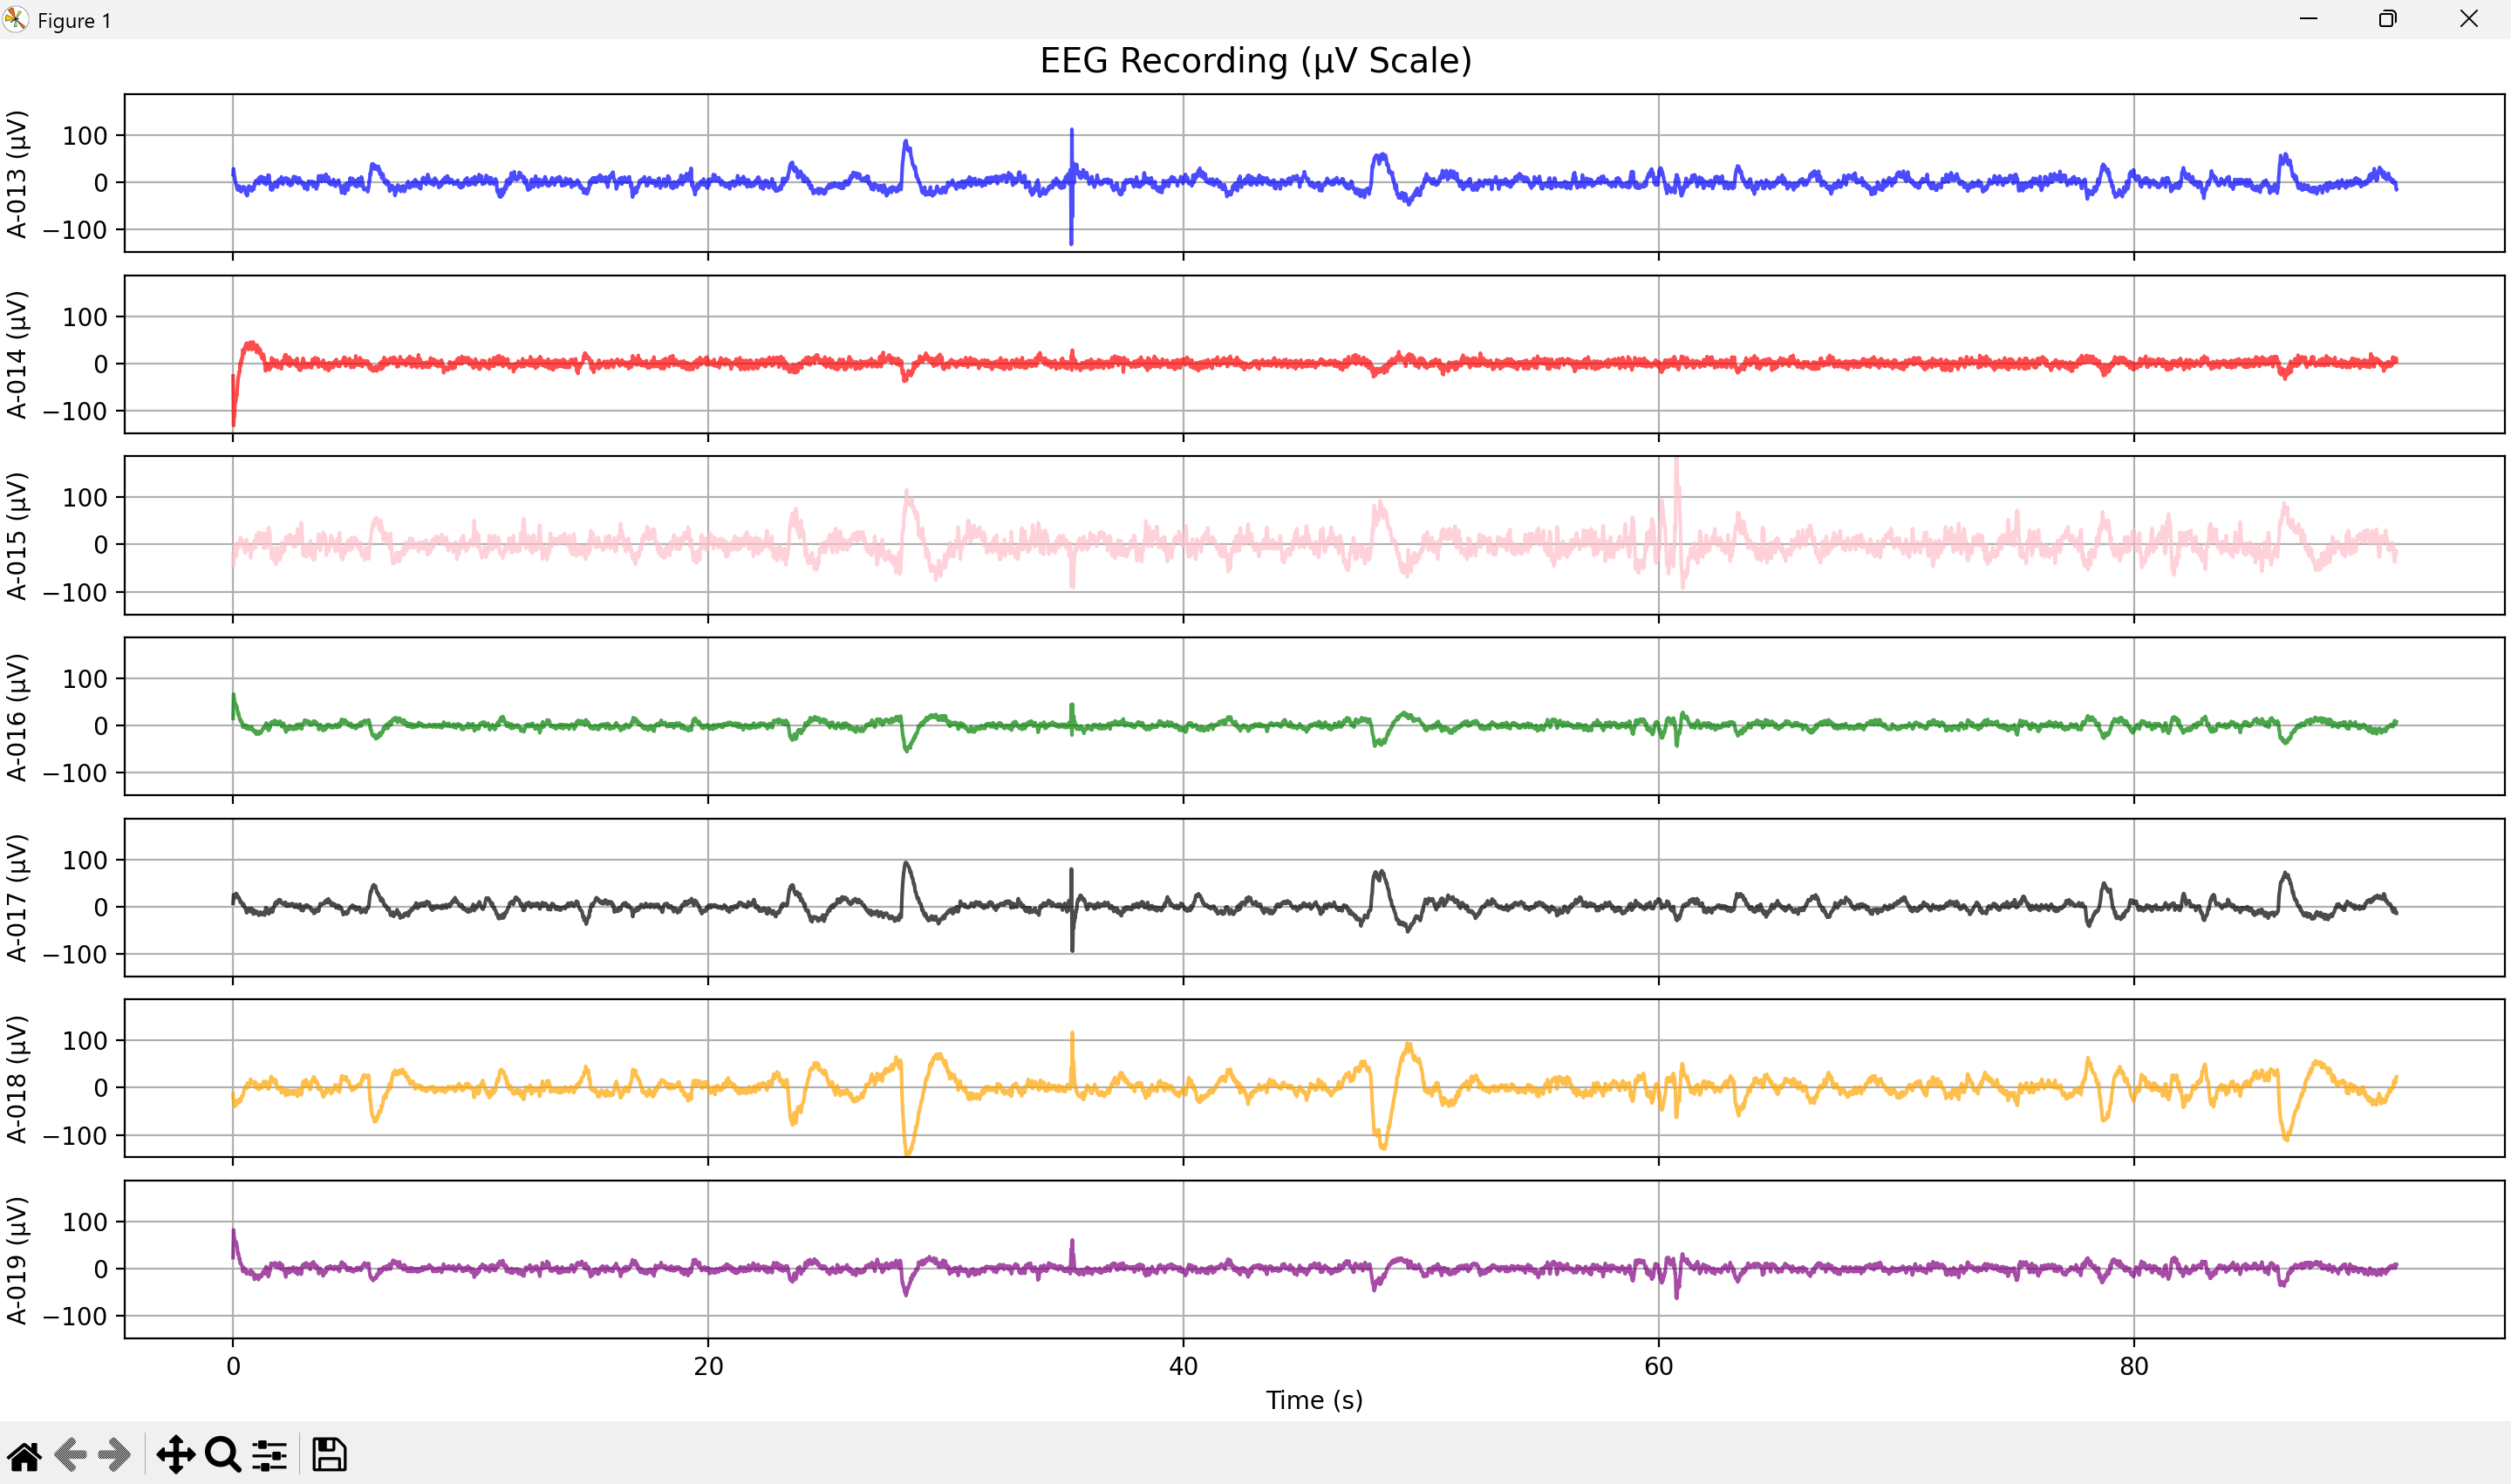 Figure 1
EEG Recording (µV Scale)
A-013 (µV)
100
0
−100
A-014 (µV)
100
0
−100
A-015 (µV)
100
0
−100
A-016 (µV)
100
0
−100
A-017 (µV)
100
0
−100
A-018 (µV)
100
0
−100
A-019 (µV)
100
0
−100
0 20 40 60 80
Time (s)